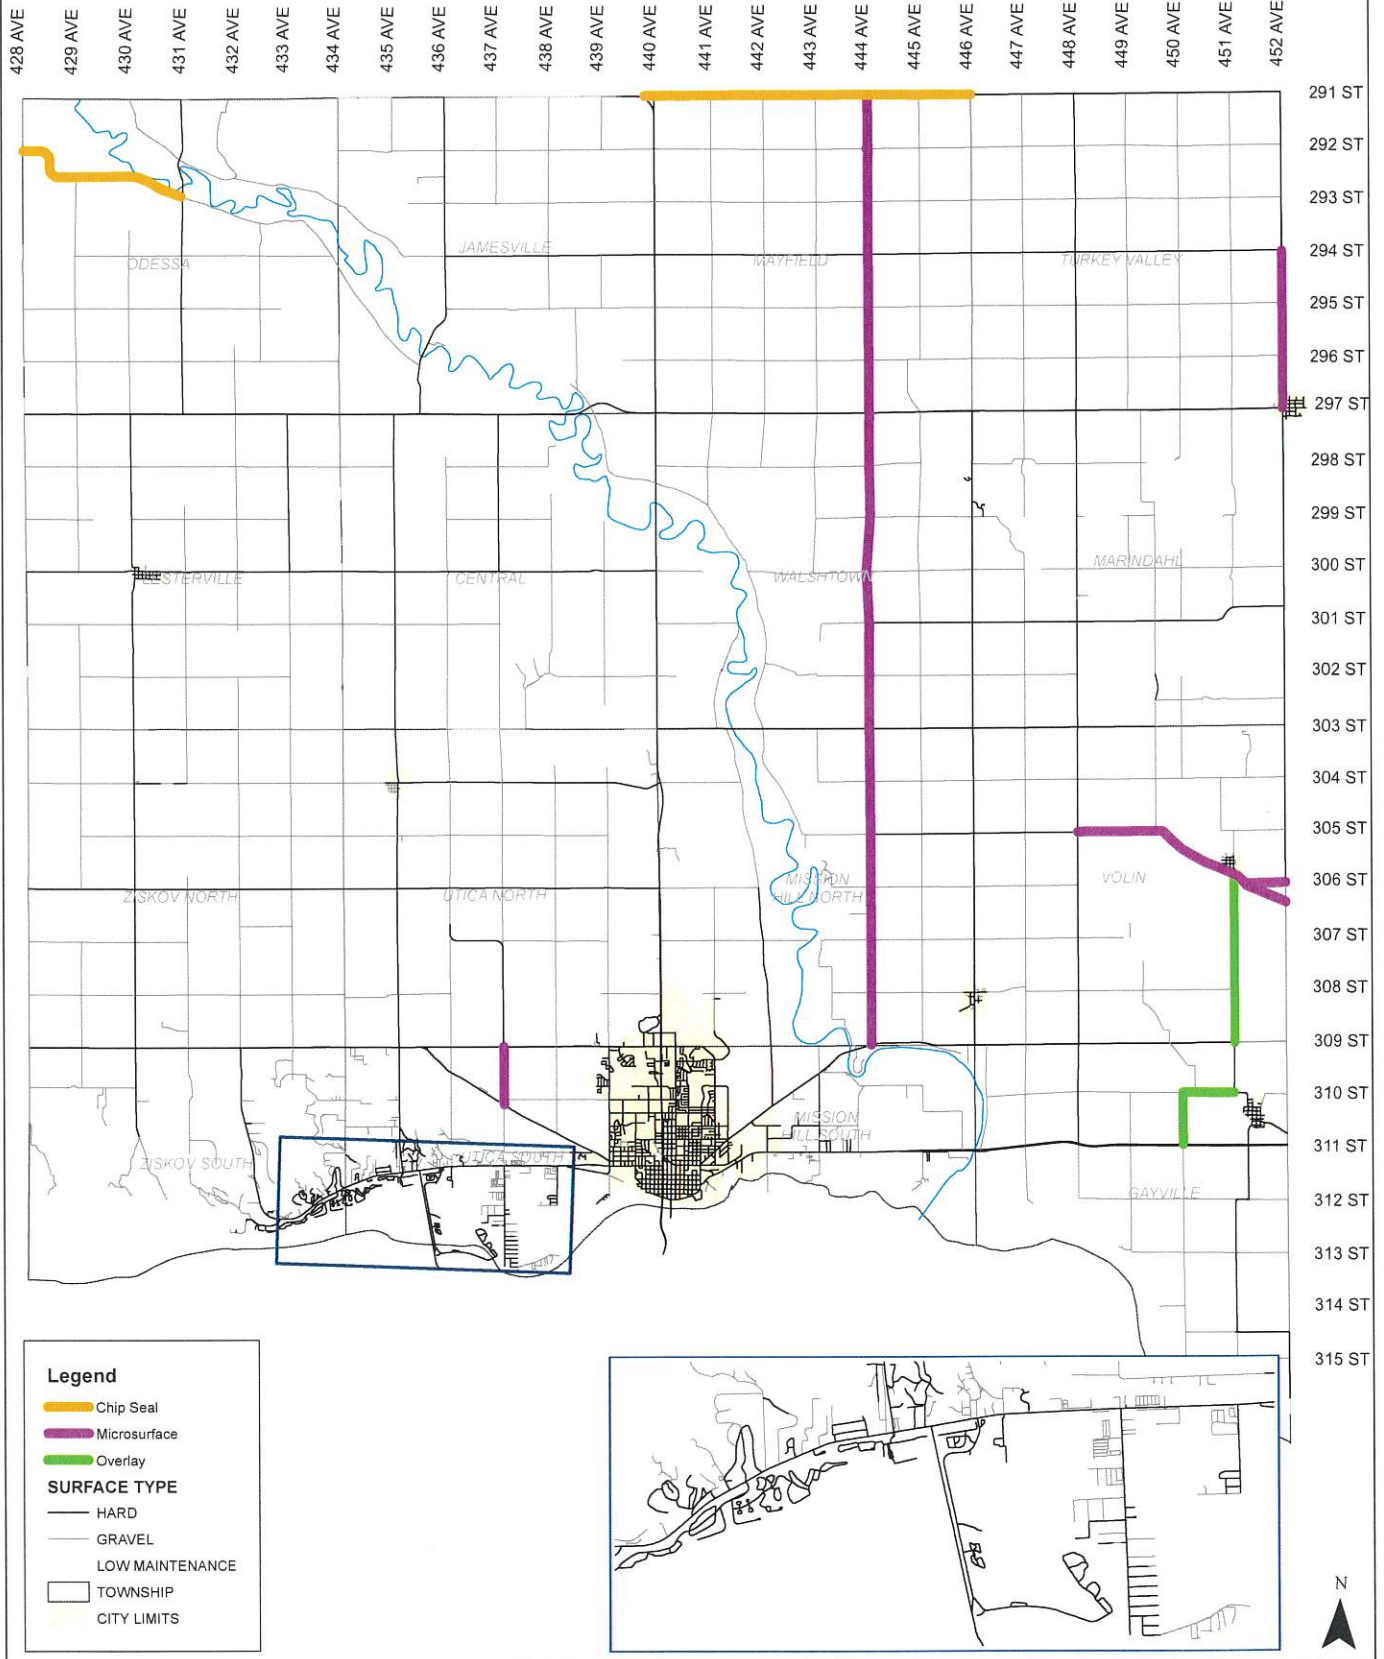 428 AVE
429 AVE
430 AVE
431 AVE
432 AVE
433 AVE
434 AVE
435 AVE
436 AVE
437 AVE
438 AVE
439 AVE
440 AVE
441 AVE
442 AVE
443 AVE
444 AVE
445 AVE
446 AVE
447 AVE
448 AVE
449 AVE
450 AVE
451 AVE
452 AVE
291 ST
292 ST
293 ST
294 ST
295 ST
296 ST
297 ST
298 ST
299 ST
300 ST
301 ST
302 ST
303 ST
304 ST
305 ST
306 ST
307 ST
308 ST
309 ST
310 ST
311 ST
312 ST
313 ST
314 ST
315 ST
ODESSA
JAMESVILLE
MAYFIELD
TURKEY VALLEY
LESTERVILLE
CENTRAL
WALSHTOWN
MARINDAHL
ZISKOV NORTH
UTICA NORTH
MISSION
HILL NORTH
VOLIN
ZISKOV SOUTH
UTICA SOUTH
MISSION
HILL SOUTH
GAYVILLE
Legend
Chip Seal
Microsurface
Overlay
SURFACE TYPE
HARD
GRAVEL
LOW MAINTENANCE
TOWNSHIP
CITY LIMITS
N